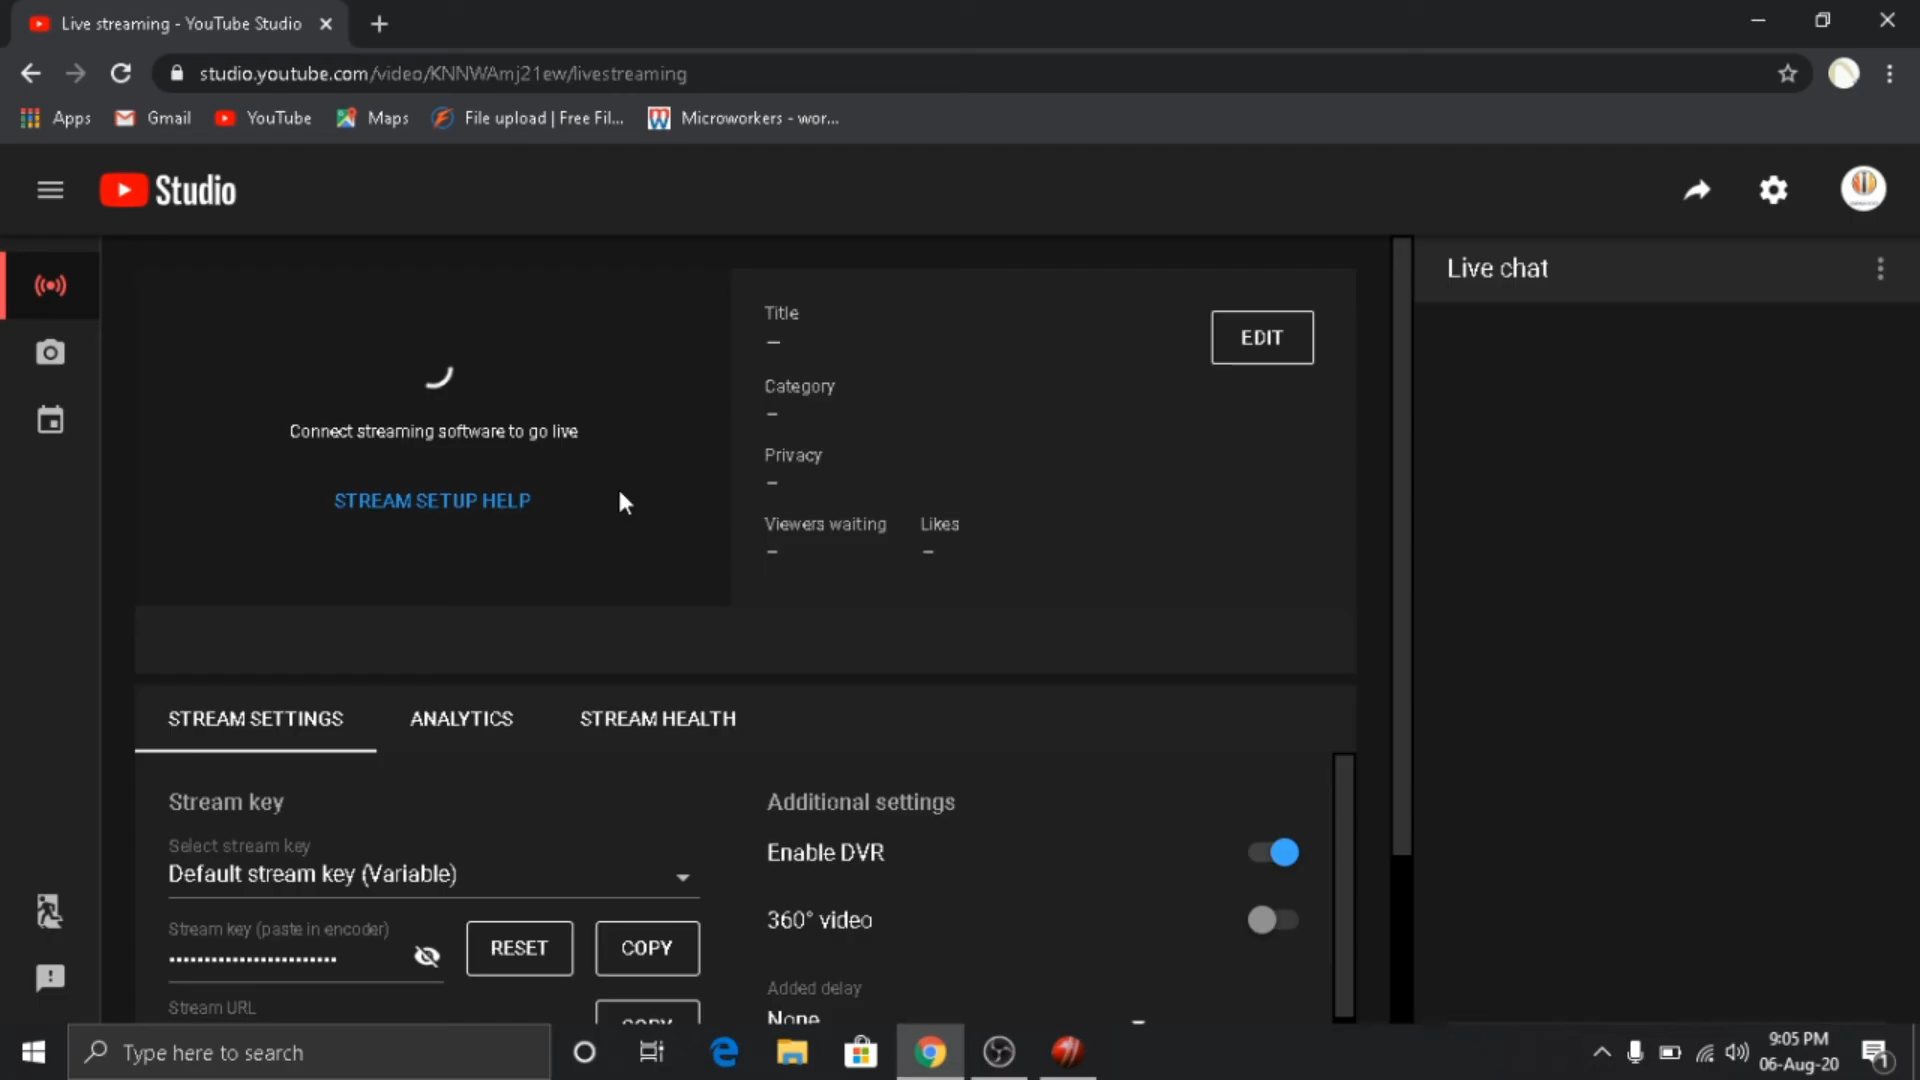 Live streaming - YouTube Studio
studio.youtube.com/video/KNNWAmj21ew/livestreaming
Apps Gmail YouTube Maps File upload | Free Fil... Microworkers - wor...
Studio
Live chat
Title
–
EDIT
Category
–
Privacy
–
Viewers waiting Likes
– –
Connect streaming software to go live
STREAM SETUP HELP
STREAM SETTINGS ANALYTICS STREAM HEALTH
Stream key
Select stream key
Default stream key (Variable)
Stream key (paste in encoder)
························
RESET COPY
Stream URL
COPY
Additional settings
Enable DVR
360° video
Added delay
None
Type here to search
9:05 PM
06-Aug-20
1